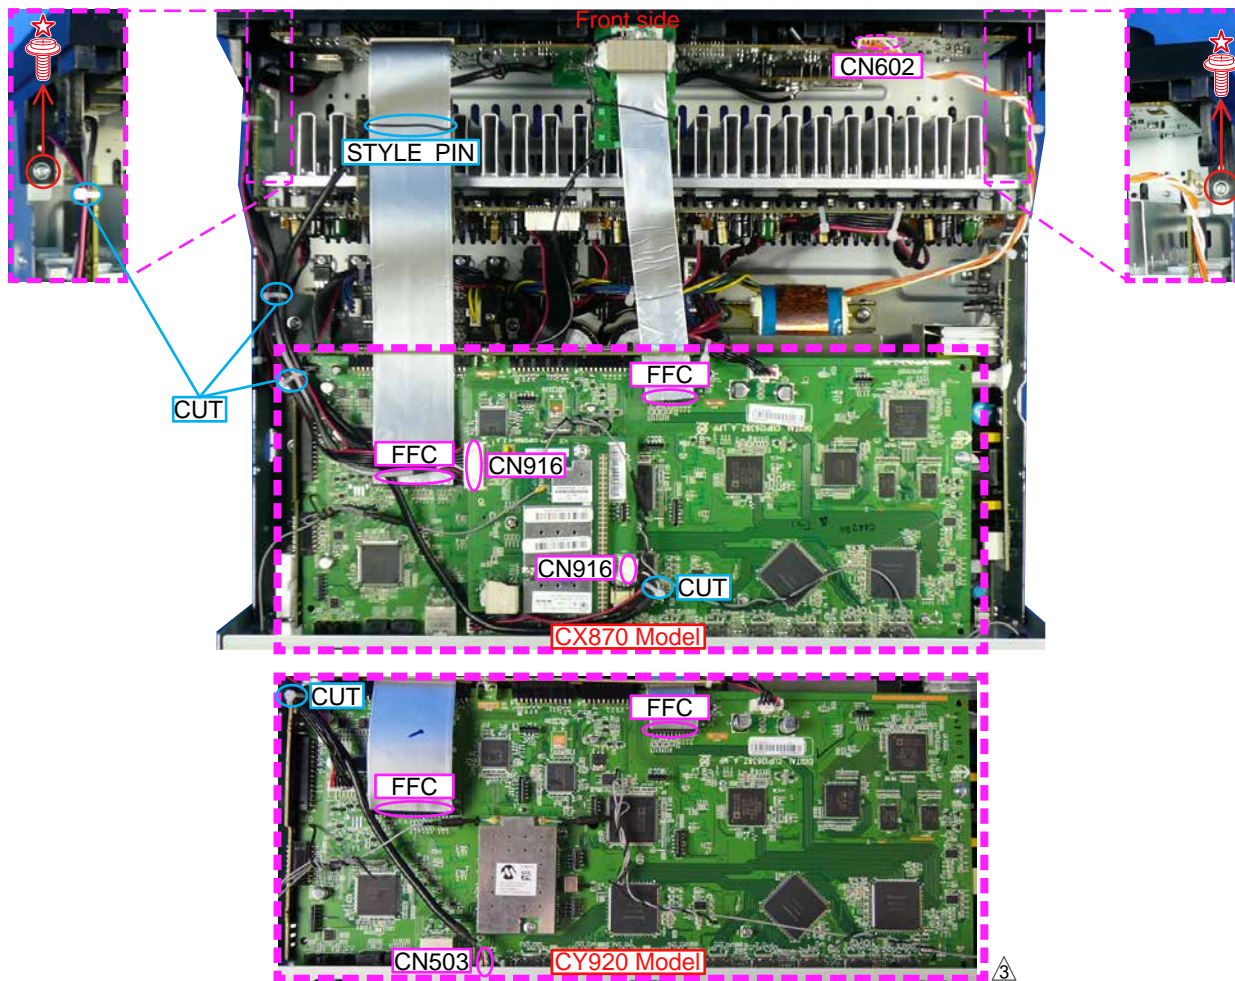 Front side
CN602
STYLE PIN
CUT
FFC
FFC
CN916
CN916
CUT
CX870 Model
CUT
FFC
FFC
CN503
CY920 Model
3